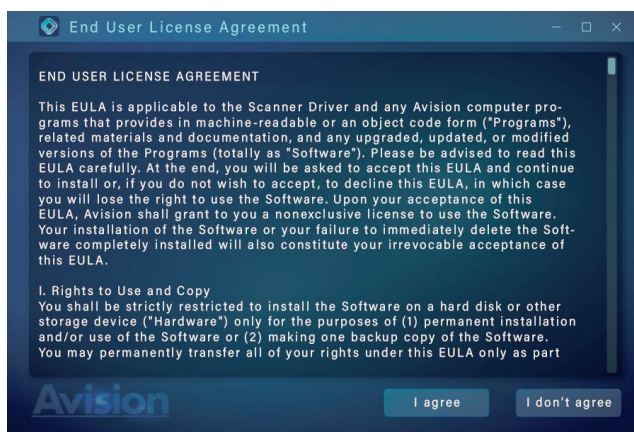 End User License Agreement
END USER LICENSE AGREEMENT
This EULA is applicable to the Scanner Driver and any Avision computer pro-
grams that provides in machine-readable or an object code form ("Programs"),
related materials and documentation, and any upgraded, updated, or modified
versions of the Programs (totally as "Software"). Please be advised to read this
EULA carefully. At the end, you will be asked to accept this EULA and continue
to install or, if you do not wish to accept, to decline this EULA, in which case
you will lose the right to use the Software. Upon your acceptance of this
EULA, Avision shall grant to you a nonexclusive license to use the Software.
Your installation of the Software or your failure to immediately delete the Soft-
ware completely installed will also constitute your irrevocable acceptance of
this EULA.
I. Rights to Use and Copy
You shall be strictly restricted to install the Software on a hard disk or other
storage device ("Hardware") only for the purposes of (1) permanent installation
and/or use of the Software or (2) making one backup copy of the Software.
You may permanently transfer all of your rights under this EULA only as part
Avision
I agree
I don't agree